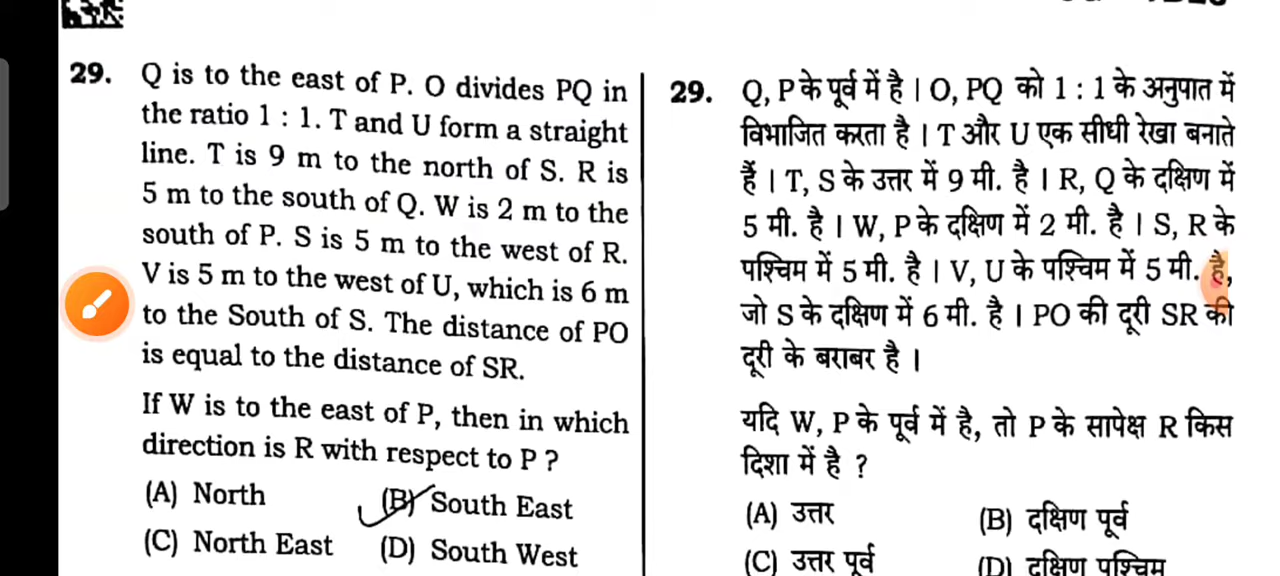 29. Q is to the east of P. O divides PQ in
the ratio 1 : 1. T and U form a straight
line. T is 9 m to the north of S. R is
5 m to the south of Q. W is 2 m to the
south of P. S is 5 m to the west of R.
V is 5 m to the west of U, which is 6 m
to the South of S. The distance of PO
is equal to the distance of SR.
If W is to the east of P, then in which
direction is R with respect to P ?
(A) North (B) South East
(C) North East (D) South West
29. Q, P के पूर्व में है । O, PQ को 1 : 1 के अनुपात में
विभाजित करता है । T और U एक सीधी रेखा बनाते
हैं । T, S के उत्तर में 9 मी. है । R, Q के दक्षिण में
5 मी. है । W, P के दक्षिण में 2 मी. है । S, R के
पश्चिम में 5 मी. है । V, U के पश्चिम में 5 मी. है,
जो S के दक्षिण में 6 मी. है । PO की दूरी SR की
दूरी के बराबर है ।
यदि W, P के पूर्व में है, तो P के सापेक्ष R किस
दिशा में है ?
(A) उत्तर (B) दक्षिण पूर्व
(C) उत्तर पूर्व (D) दक्षिण पश्चिम